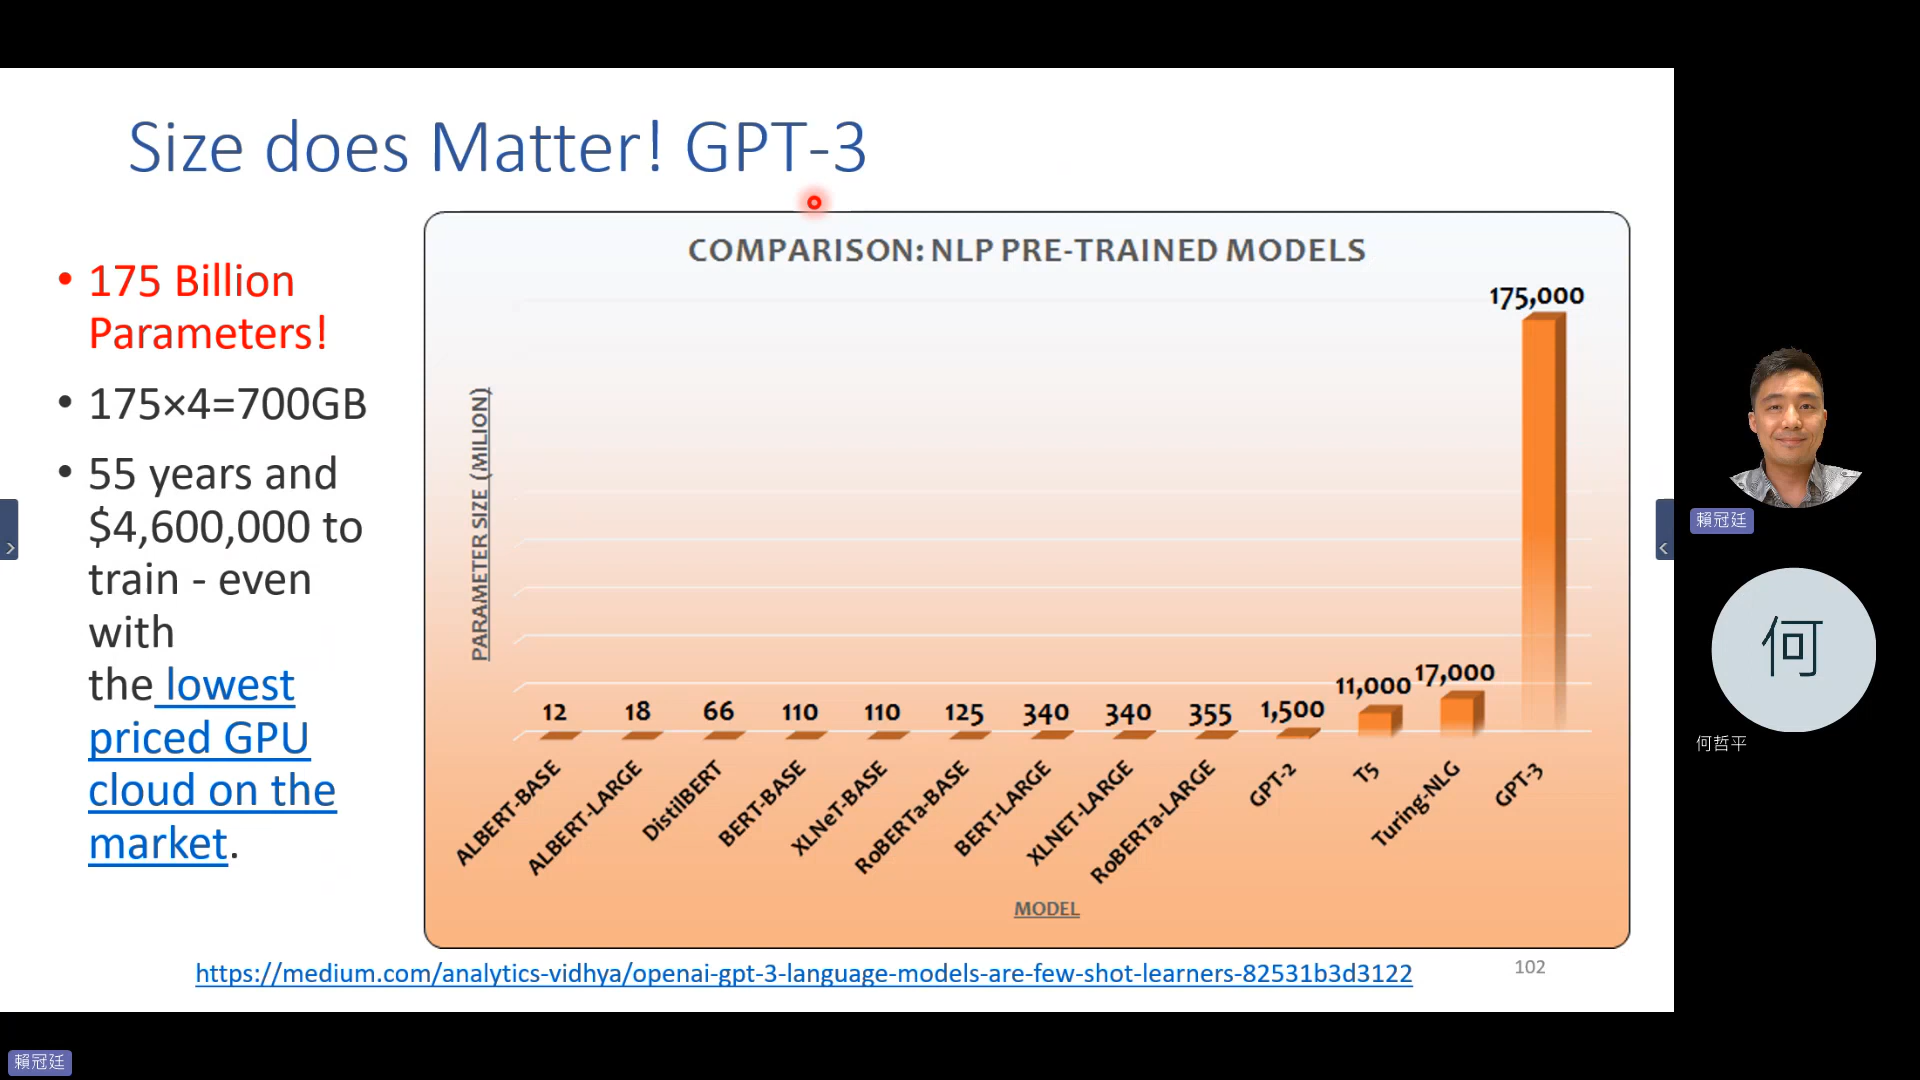 Size does Matter! GPT-3
• 175 Billion
Parameters!
• 175×4=700GB
• 55 years and
$4,600,000 to
train - even
with
the lowest
priced GPU
cloud on the
market.
COMPARISON: NLP PRE-TRAINED MODELS
PARAMETER SIZE (MILION)
12
18
66
110
110
125
340
340
355
1,500
11,000
17,000
175,000
ALBERT-BASE
ALBERT-LARGE
DistilBERT
BERT-BASE
XLNeT-BASE
RoBERTa-BASE
BERT-LARGE
XLNET-LARGE
RoBERTa-LARGE
GPT-2
T5
Turing-NLG
GPT-3
MODEL
https://medium.com/analytics-vidhya/openai-gpt-3-language-models-are-few-shot-learners-82531b3d3122
102
賴冠廷
何
何哲平
賴冠廷